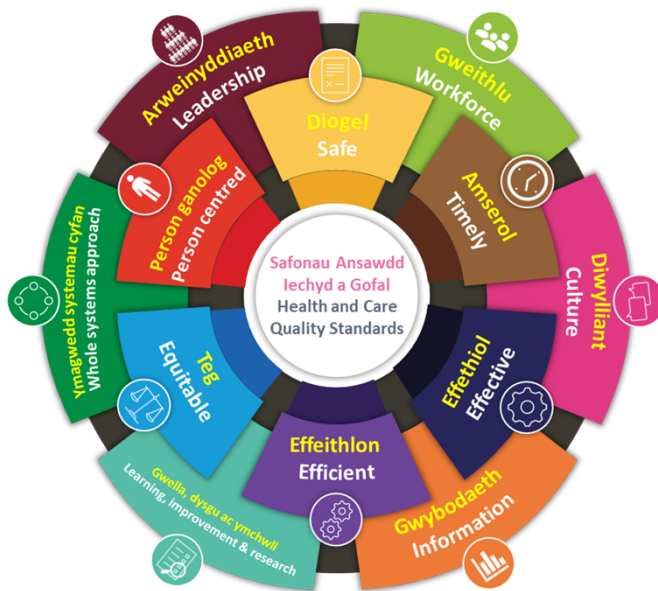 Safonau Ansawdd
Iechyd a Gofal
Health and Care
Quality Standards
Diogel
Safe
Amserol
Timely
Effethiol
Effective
Effeithlon
Efficient
Teg
Equitable
Person ganolog
Person centred
Arweinyddiaeth
Leadership
Gweithlu
Workforce
Diwylliant
Culture
Gwybodaeth
Information
Gwella, dysgu ac ymchwll
Learning, improvement & research
Ymagwedd systemau cyfan
Whole systems approach